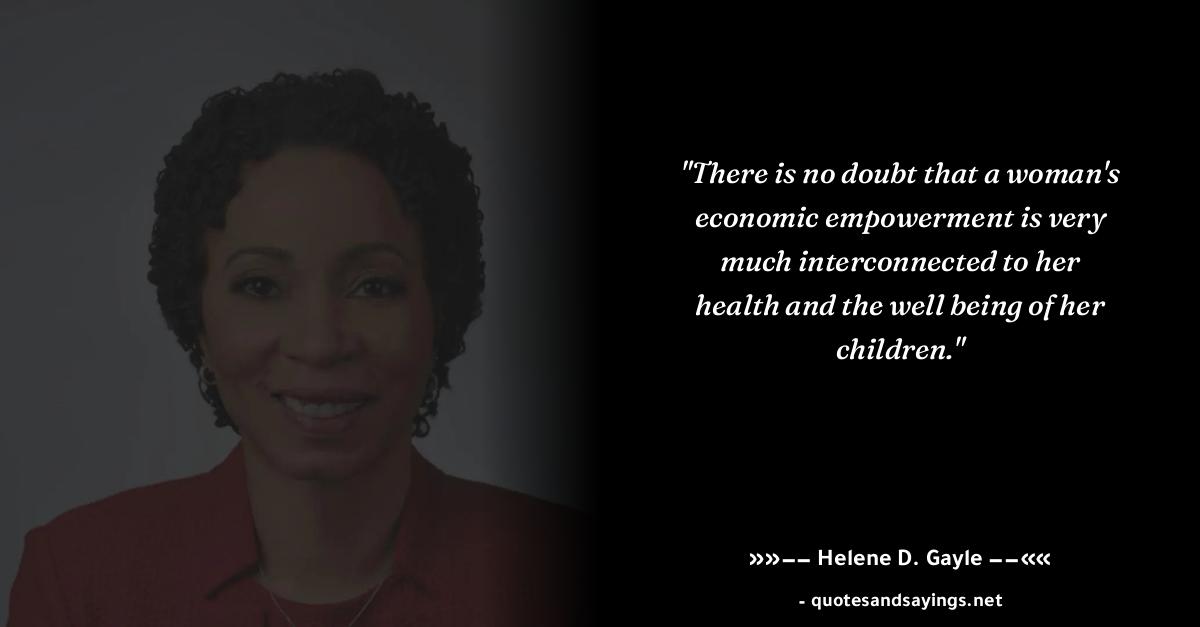 "There is no doubt that a woman's
economic empowerment is very
much interconnected to her
health and the well being of her
children."
»»−− Helene D. Gayle −−««
- quotesandsayings.net